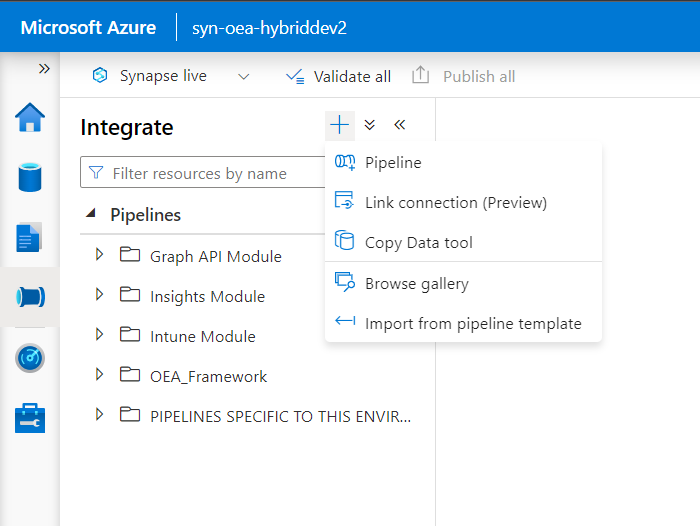 Microsoft Azure syn-oea-hybriddev2
Synapse live Validate all Publish all
Integrate
Filter resources by name
Pipelines
Graph API Module
Insights Module
Intune Module
OEA_Framework
PIPELINES SPECIFIC TO THIS ENVIR...
Pipeline
Link connection (Preview)
Copy Data tool
Browse gallery
Import from pipeline template